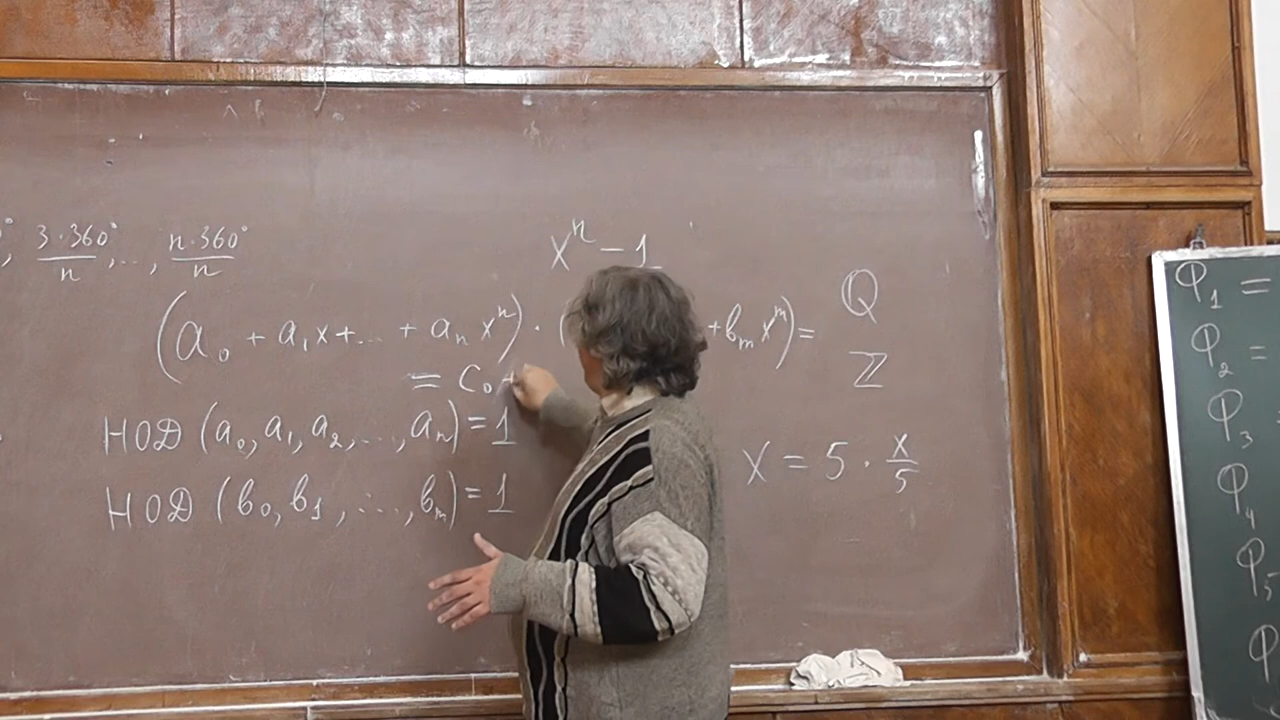 , 3·360°/n, .. , n·360°/n
xⁿ − 1
(a₀ + a₁x + ... + aₙxⁿ) · ( +bₘxᵐ) =
= c₀ +
НОД (a₀, a₁, a₂, ..., aₙ) = 1
НОД (b₀, b₁, ..., bₘ) = 1
Q
Z
x = 5 · x/5
Φ₁ =
Φ₂ =
Φ₃
Φ₄
Φ₅
Φ